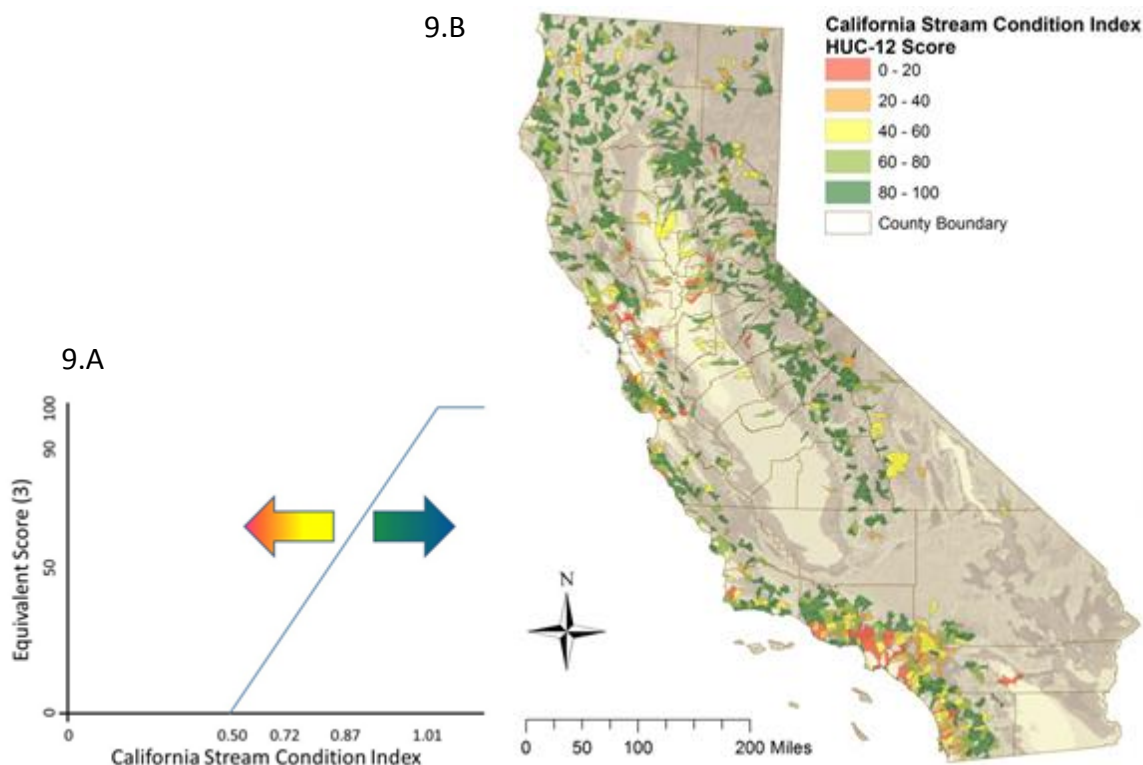 9.B
California Stream Condition Index
HUC-12 Score
0 - 20
20 - 40
40 - 60
60 - 80
80 - 100
County Boundary
9.A
Equivalent Score (3)
100
90
50
0
0
0.50
0.72
0.87
1.01
California Stream Condition Index
N
0
50
100
200 Miles